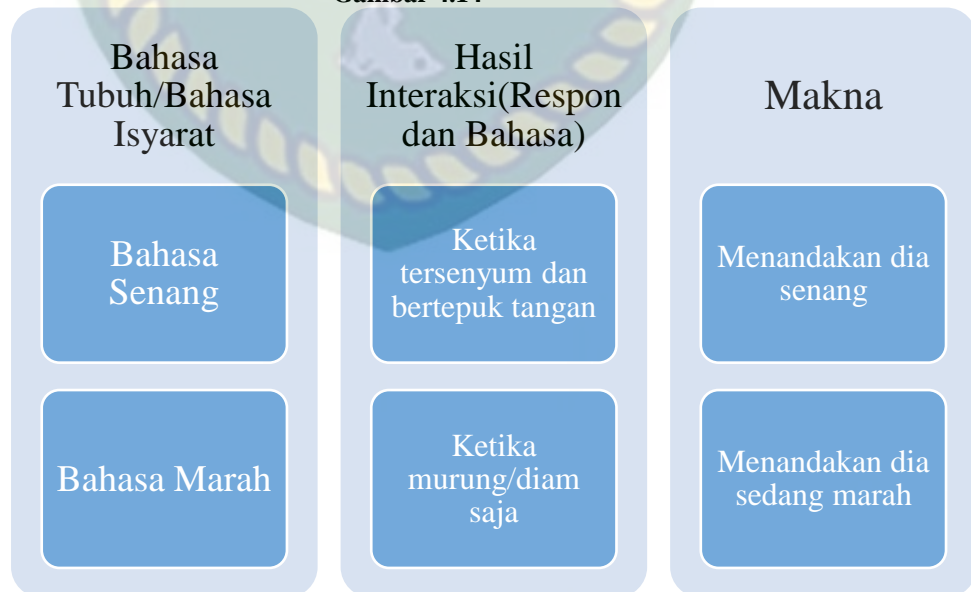 Bahasa
Tubuh/Bahasa
Isyarat
Bahasa
Senang
Bahasa Marah
Hasil
Interaksi(Respon
dan Bahasa)
Ketika
tersenyum dan
bertepuk tangan
Ketika
murung/diam
saja
Makna
Menandakan dia
senang
Menandakan dia
sedang marah